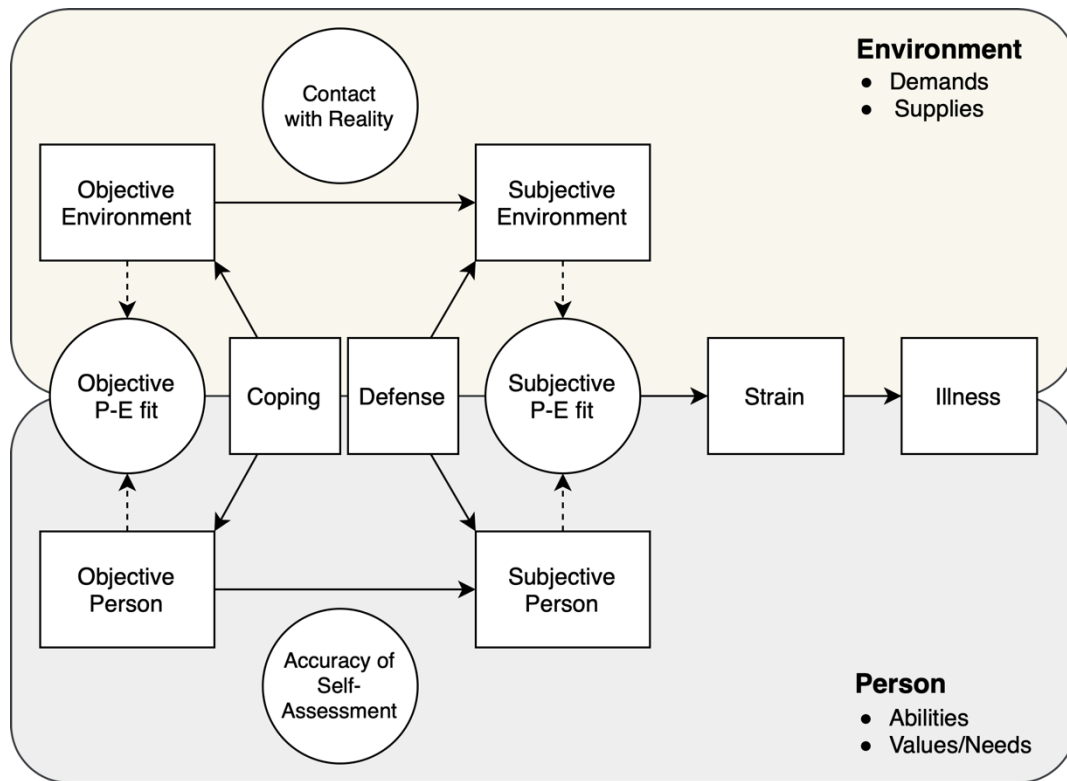 Environment
● Demands
● Supplies
Contact
with Reality
Objective
Environment
Subjective
Environment
Objective
P-E fit
Coping
Defense
Subjective
P-E fit
Strain
Illness
Objective
Person
Subjective
Person
Accuracy of
Self-
Assessment
Person
● Abilities
● Values/Needs